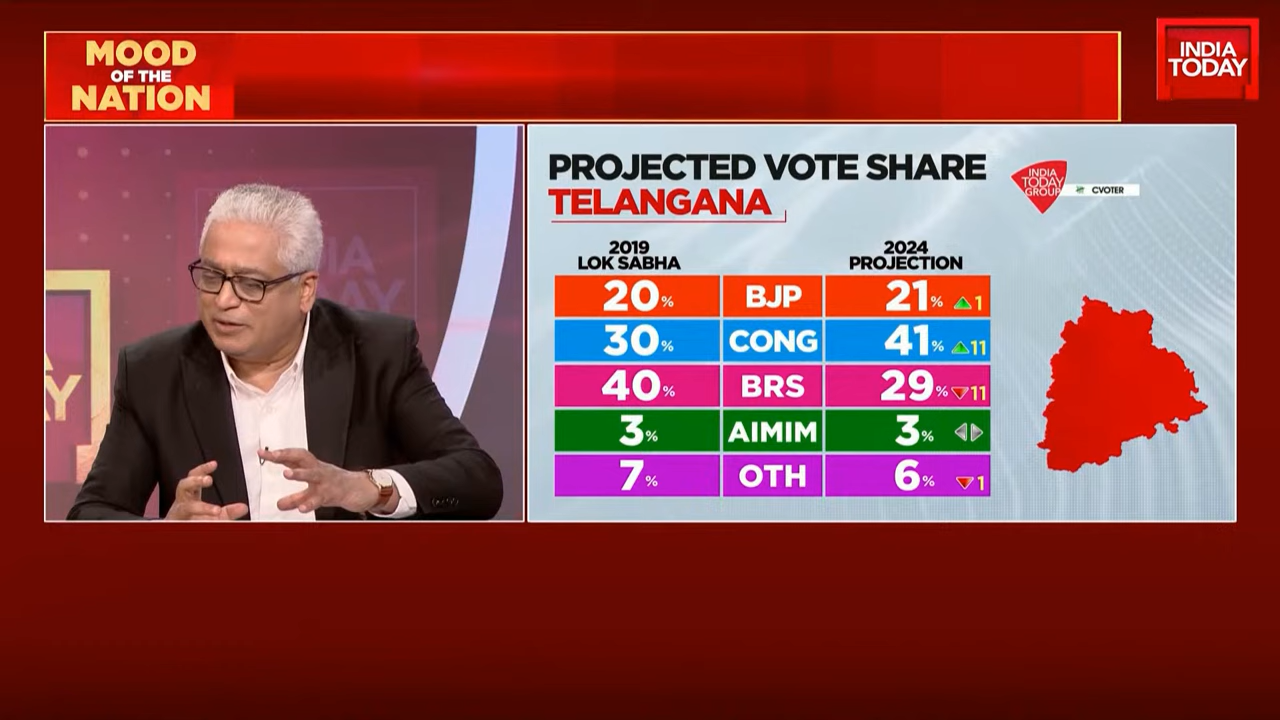 MOOD
OF THE
NATION
INDIA
TODAY
PROJECTED VOTE SHARE
TELANGANA
INDIA
TODAY
GROUP
CVOTER
2019
LOK SABHA
2024
PROJECTION
20% BJP 21% 1
30% CONG 41% 11
40% BRS 29% 11
3% AIMIM 3%
7% OTH 6% 1